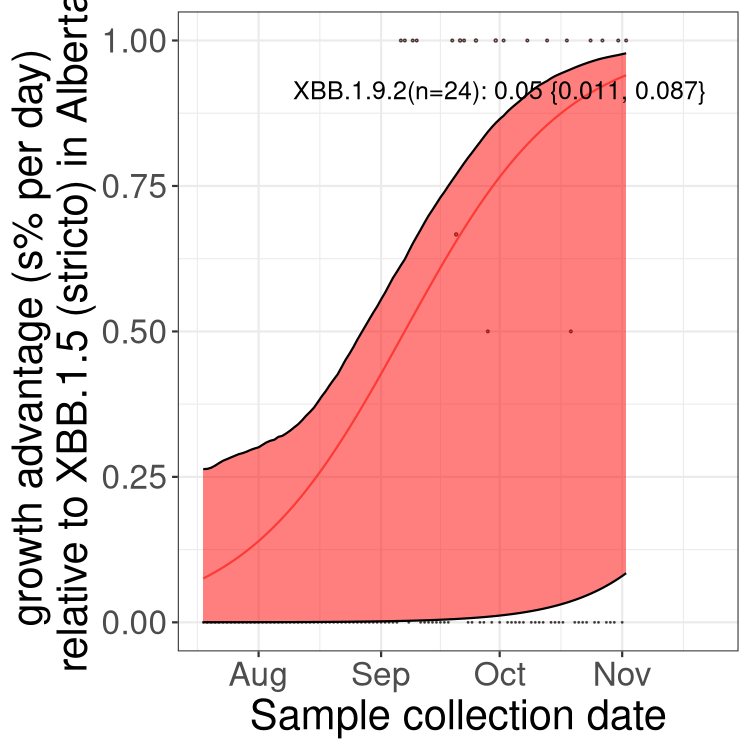 growth advantage (s% per day)
relative to XBB.1.5 (stricto) in Alberta
1.00
0.75
0.50
0.25
0.00
XBB.1.9.2(n=24): 0.05 {0.011, 0.087}
Aug Sep Oct Nov
Sample collection date